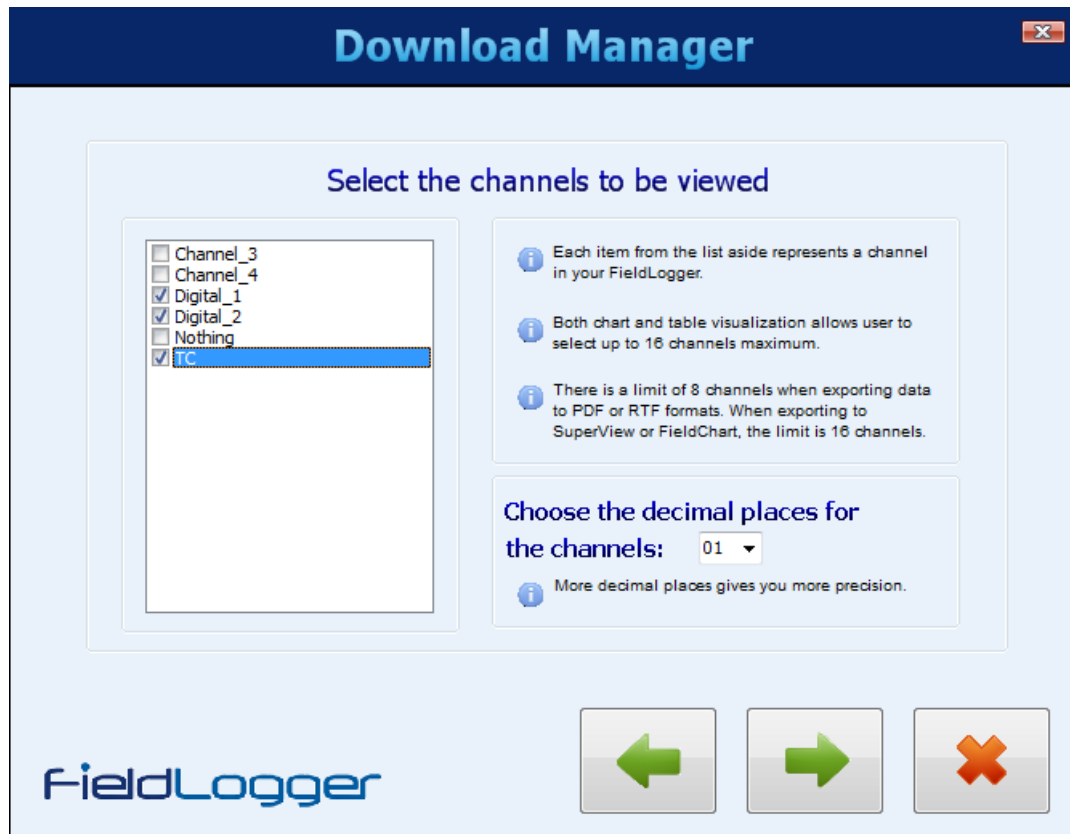 Download Manager
Select the channels to be viewed
Channel_3
Channel_4
Digital_1
Digital_2
Nothing
TC
Each item from the list aside represents a channel
in your FieldLogger.
Both chart and table visualization allows user to
select up to 16 channels maximum.
There is a limit of 8 channels when exporting data
to PDF or RTF formats. When exporting to
SuperView or FieldChart, the limit is 16 channels.
Choose the decimal places for
the channels: 01
More decimal places gives you more precision.
FieldLogger